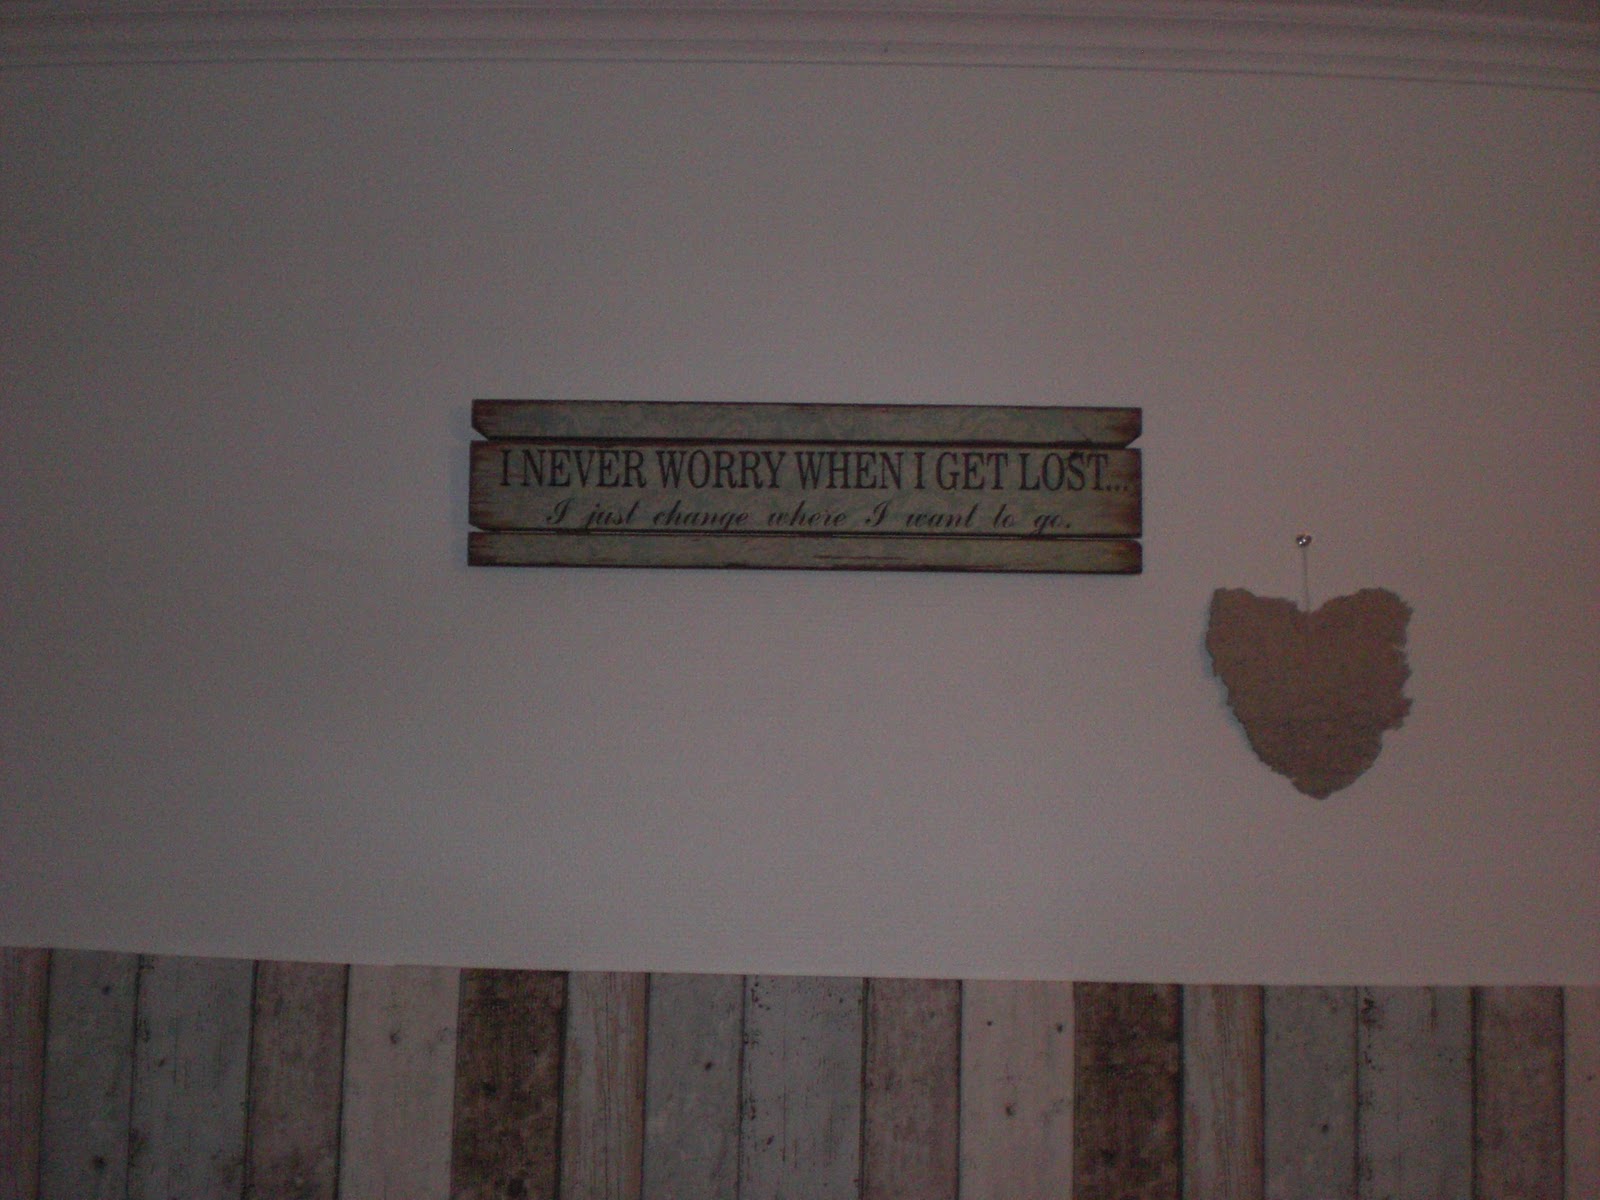 I NEVER WORRY WHEN I GET LOST...
I just change where I want to go.